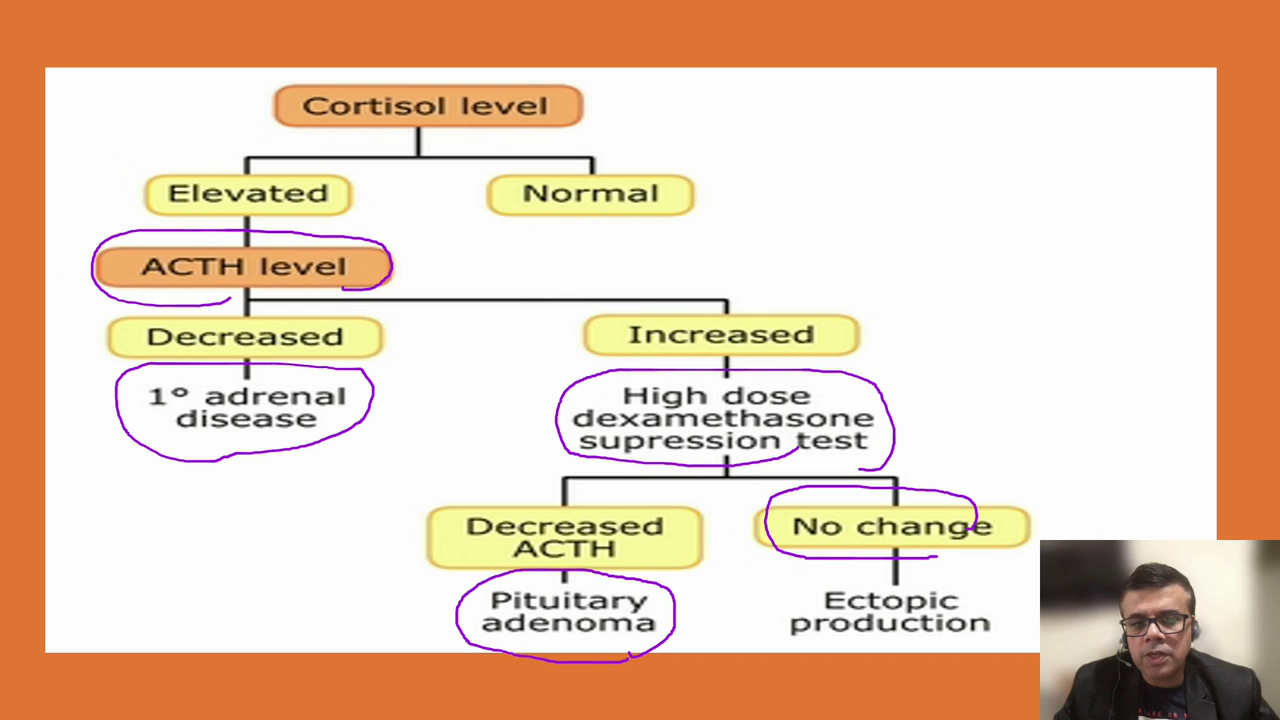 Cortisol level
Elevated
Normal
ACTH level
Decreased
Increased
1° adrenal
disease
High dose
dexamethasone
supression test
Decreased
ACTH
No change
Pituitary
adenoma
Ectopic
production